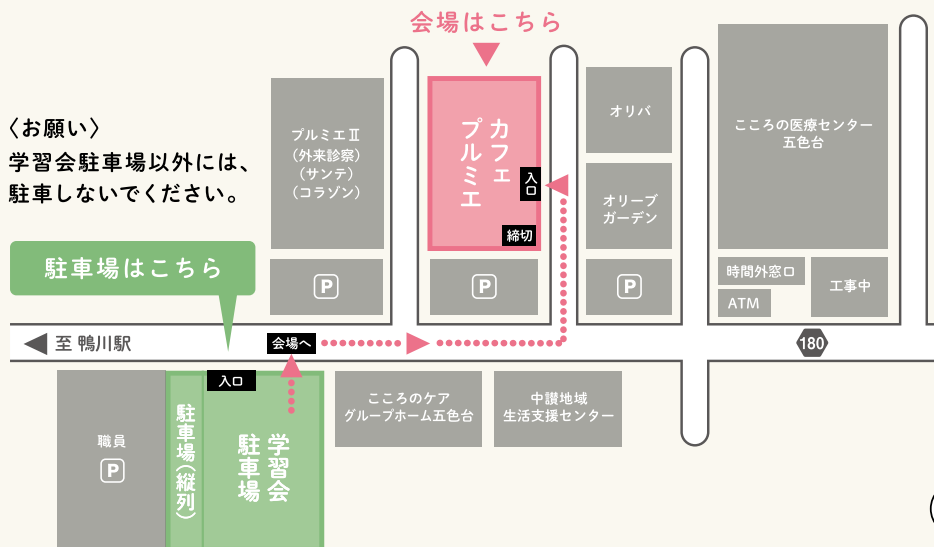 会場はこちら
〈お願い〉
学習会駐車場以外には、
駐車しないでください。
プルミエⅡ
(外来診察)
(サンテ)
(コラゾン)
カフェ
プルミエ
入口
締切
オリバ
オリーブ
ガーデン
こころの医療センター
五色台
時間外窓口
ATM
工事中
P
P
P
駐車場はこちら
至 鴨川駅
会場へ
180
職員
P
入口
駐車場(縦列)
学習会
駐車場
こころのケア
グループホーム五色台
中讃地域
生活支援センター